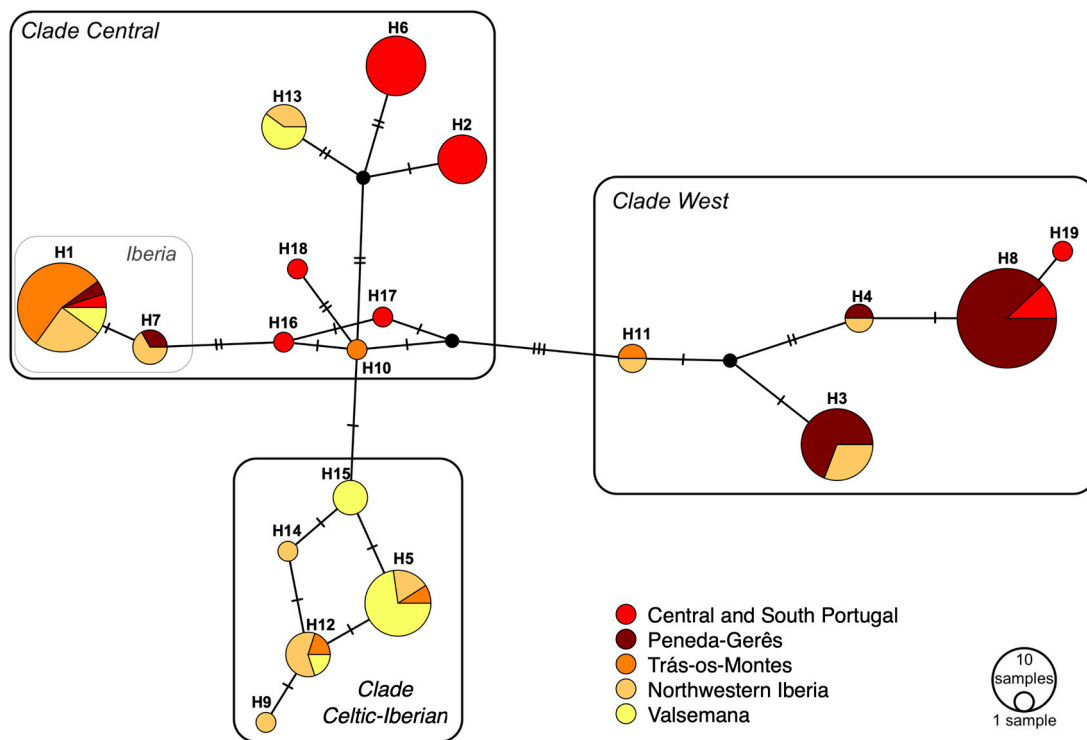 Clade Central
H6
H13
H2
Iberia
H1
H7
H18
H17
H16
H10
Clade West
H19
H8
H4
H11
H3
H15
H14
H5
H12
H9
Clade
Celtic-Iberian
Central and South Portugal
Peneda-Gerês
Trás-os-Montes
Northwestern Iberia
Valsemana
10
samples
1 sample